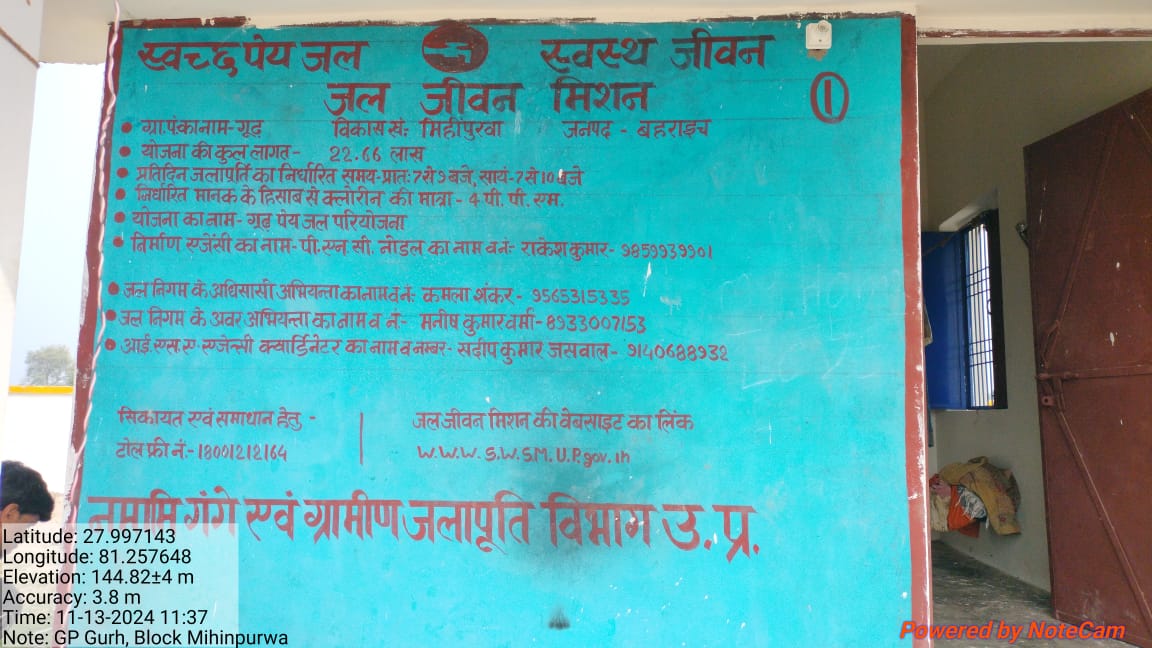 स्वच्छ पेय जल स्वस्थ जीवन
जल जीवन मिशन
1
• ग्रा.पं.का नाम-गूढ़ विकास खं: मिहींपुरवा जनपद - बहराइच
• योजना की कुल लागत- 22.66 लाख
• प्रतिदिन जलापूर्ति का निर्धारित समय-प्रातः7 से 9 बजे, सायं-7 से 10 बजे
• निर्धारित मानक के हिसाब से क्लोरीन की मात्रा - 4 पी. पी. एम.
• योजना का नाम- गूढ़ पेय जल परियोजना
• निर्माण एजेंसी का नाम- पी.एन.सी. नोडल का नाम व नं:- राकेश कुमार- 9859939901
• जल निगम के अधिसासी अभियन्ता का नाम व नं: कमला शंकर- 9565315335
• जल निगम के अवर अभियन्ता का नाम व नं:- मनीष कुमार वर्मा-8933007153
• आई.एस.ए. एजेन्सी क्यार्डिनेटर का नाम व नम्बर- सदीप कुमार जसवाल- 9140688932
सिकायत एवं समाधान हेतु -
टोल फ्री नं.-18001212164
जल जीवन मिशन की वेबसाइट का लिंक
W.W.W. S.W.S.M.U.P.gov.in
नमामि गंगे एवं ग्रामीण जलापूर्ति विभाग उ.प्र.
Latitude: 27.997143
Longitude: 81.257648
Elevation: 144.82±4 m
Accuracy: 3.8 m
Time: 11-13-2024 11:37
Note: GP Gurh, Block Mihinpurwa
Powered by NoteCam